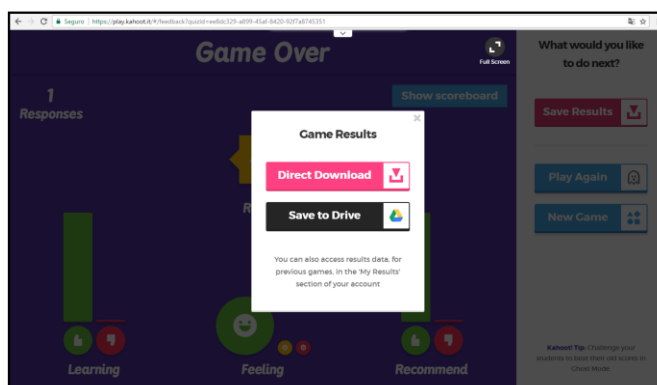 Seguro | https://play.kahoot.it/#/feedback?quizId=ee8dc329-a899-45af-8420-92f7a8745351
Game Over
Full Screen
What would you like
to do next?
1
Responses
Show scoreboard
Save Results
Game Results
Direct Download
Save to Drive
You can also access results data, for
previous games, in the 'My Results'
section of your account
Play Again
New Game
Learning
Feeling
Recommend
Kahoot! Tip: Challenge your
students to beat their old scores in
Ghost Mode